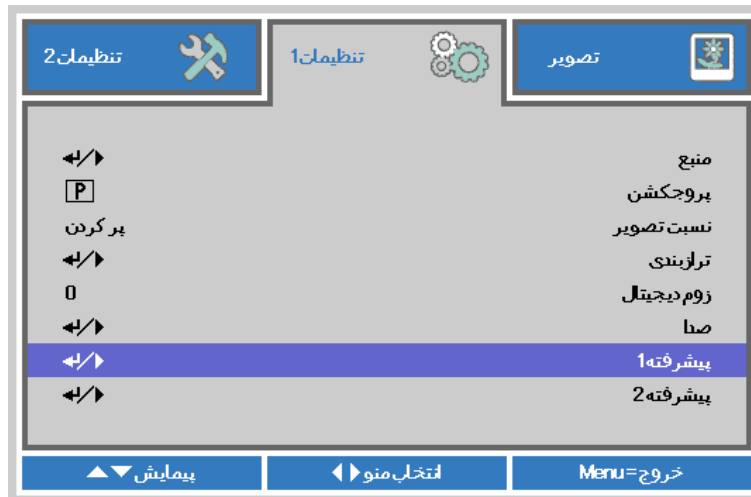 تصویر
تنظیمات1
تنظیمات2
منبع
پروجکشن P
نسبت تصویر پر کردن
ترازبندی
زوم دیجیتال 0
صدا
پیشرفته1
پیشرفته2
خروج=Menu
انتخاب منو
پیمایش